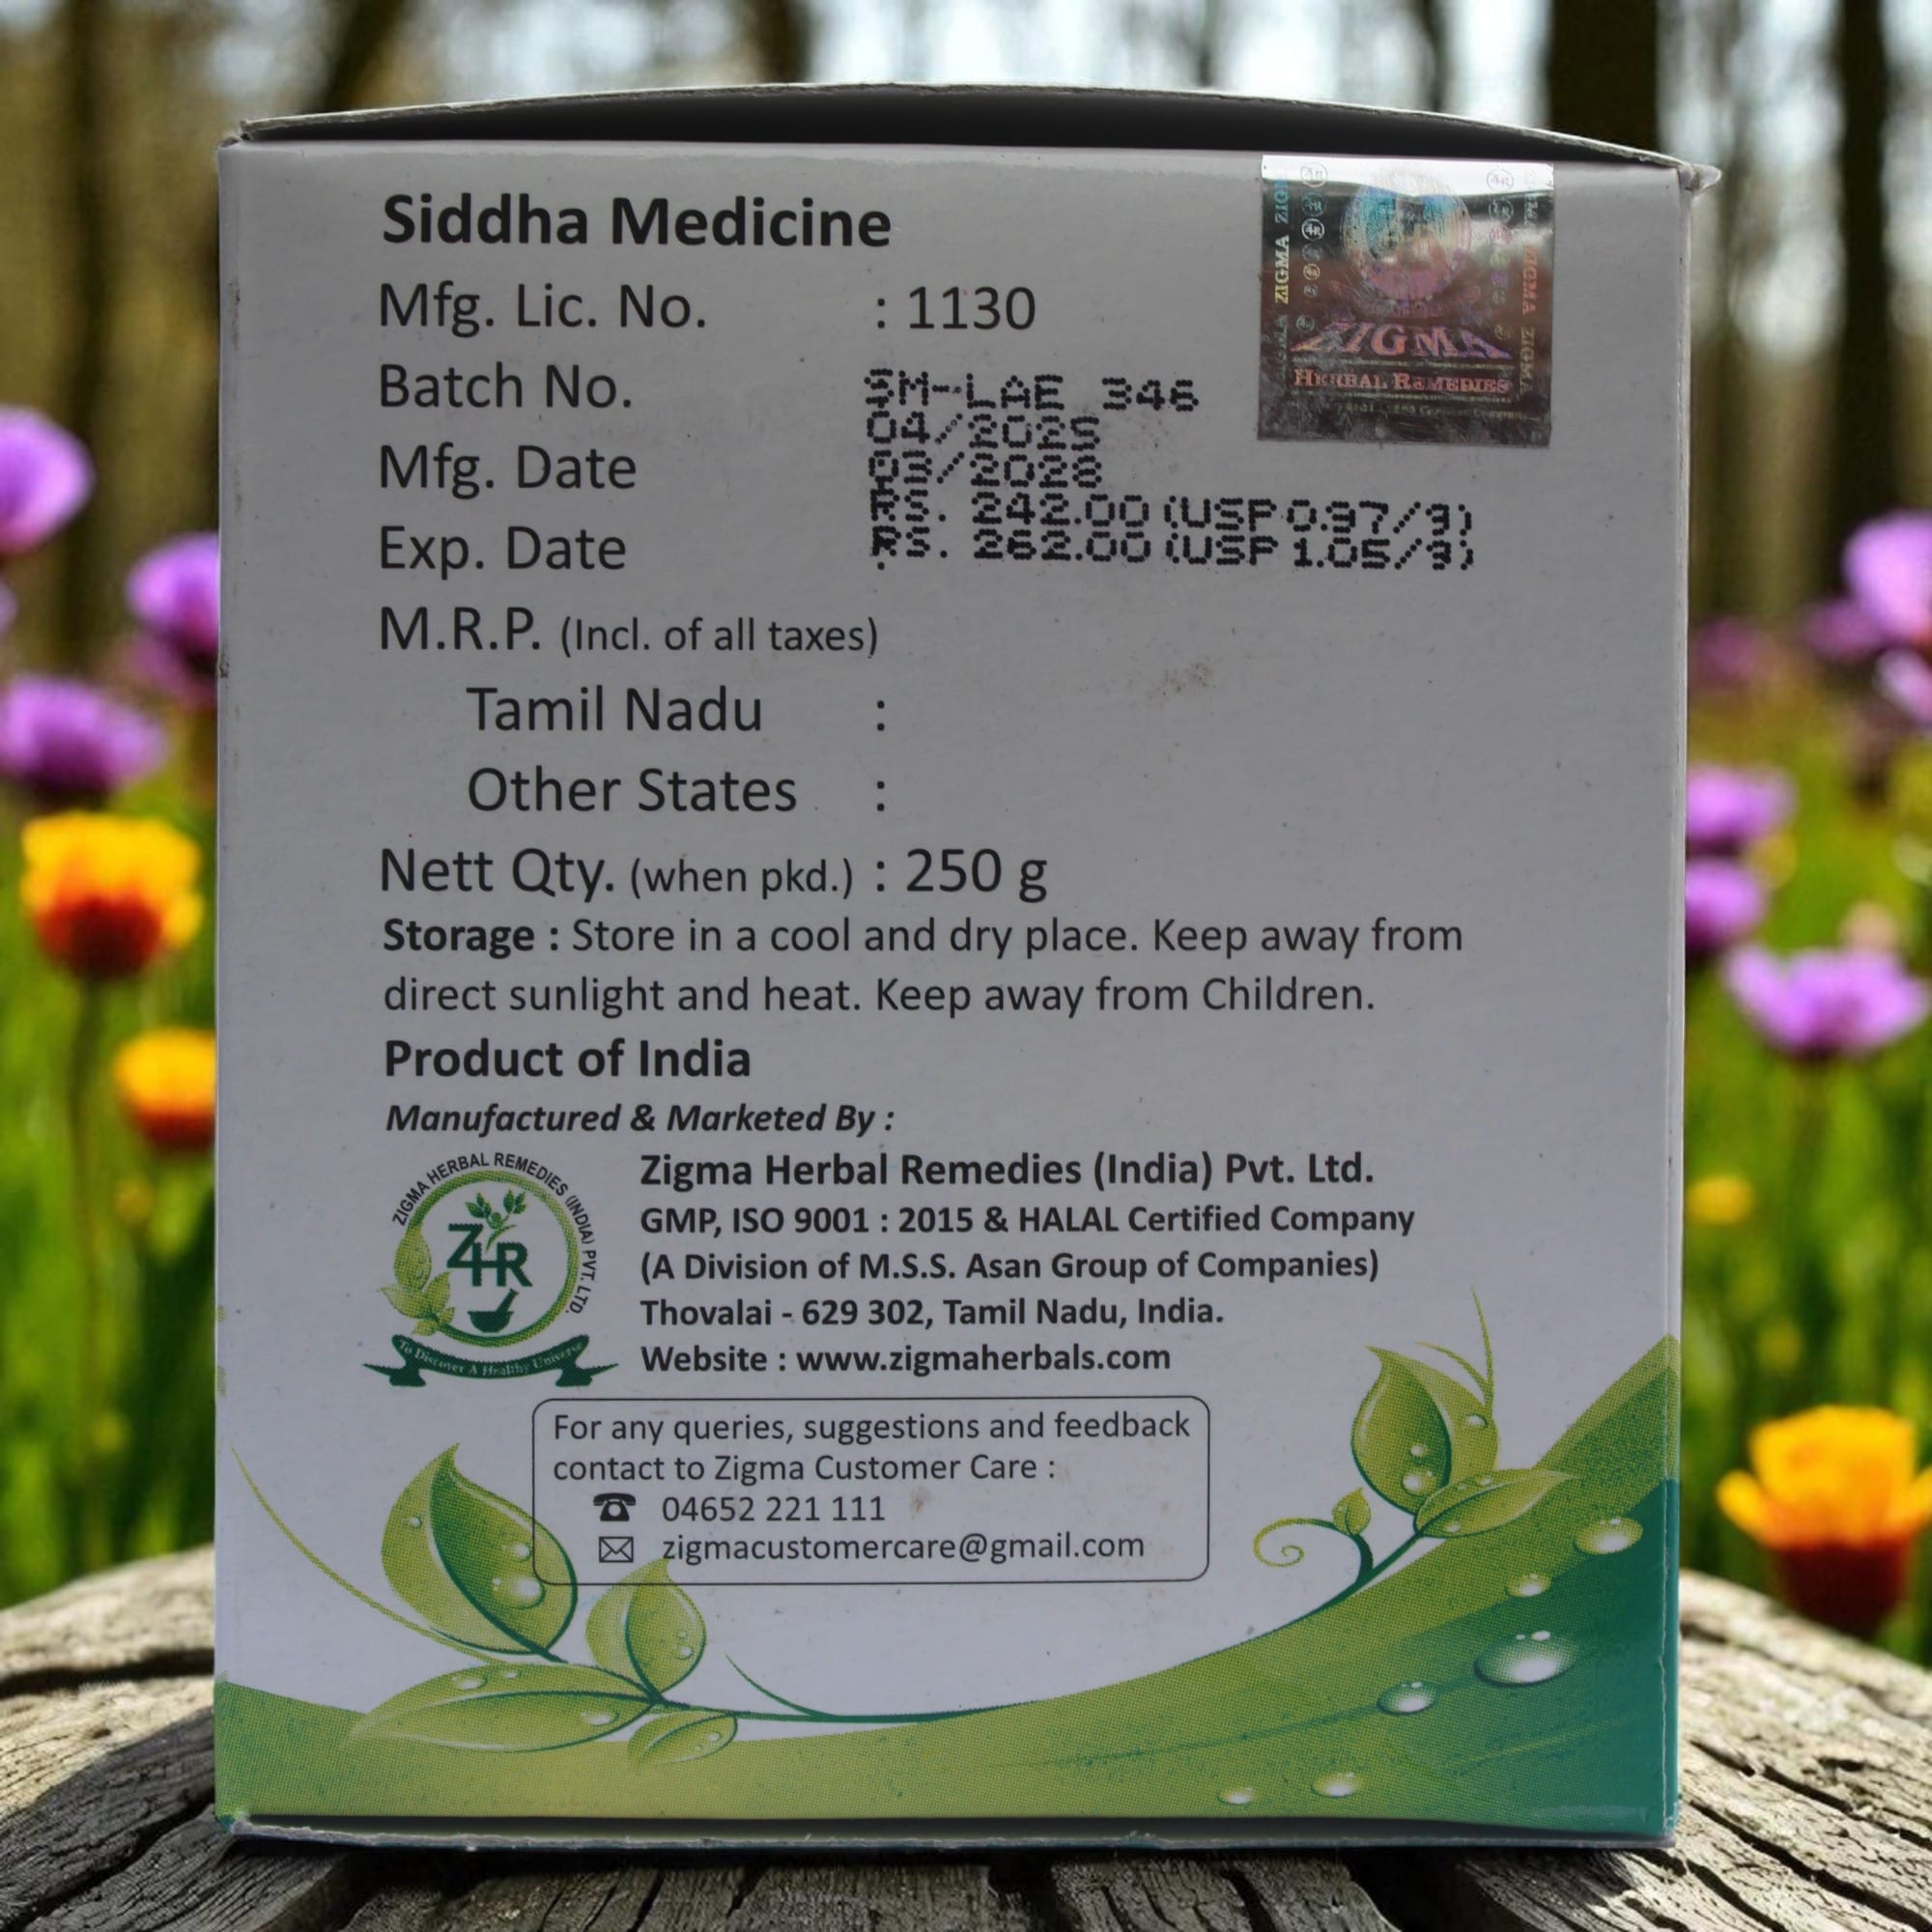 Siddha Medicine
Mfg. Lic. No. : 1130
Batch No. SM-LAE 346
04/2025
Mfg. Date 03/2028
RS. 242.00 (USP 0.97/g)
Exp. Date RS. 262.00 (USP 1.05/g)
M.R.P. (Incl. of all taxes)
Tamil Nadu :
Other States :
Nett Qty. (when pkd.) : 250 g
Storage : Store in a cool and dry place. Keep away from
direct sunlight and heat. Keep away from Children.
Product of India
Manufactured & Marketed By :
Zigma Herbal Remedies (India) Pvt. Ltd.
GMP, ISO 9001 : 2015 & HALAL Certified Company
(A Division of M.S.S. Asan Group of Companies)
Thovalai - 629 302, Tamil Nadu, India.
Website : www.zigmaherbals.com
ZIGMA HERBAL REMEDIES (INDIA) PVT. LTD.
ZHR
To Discover A Healthy Universe
For any queries, suggestions and feedback
contact to Zigma Customer Care :
04652 221 111
zigmacustomercare@gmail.com
ZIGMA
HERBAL REMEDIES
ZIGMA
ZIGMA